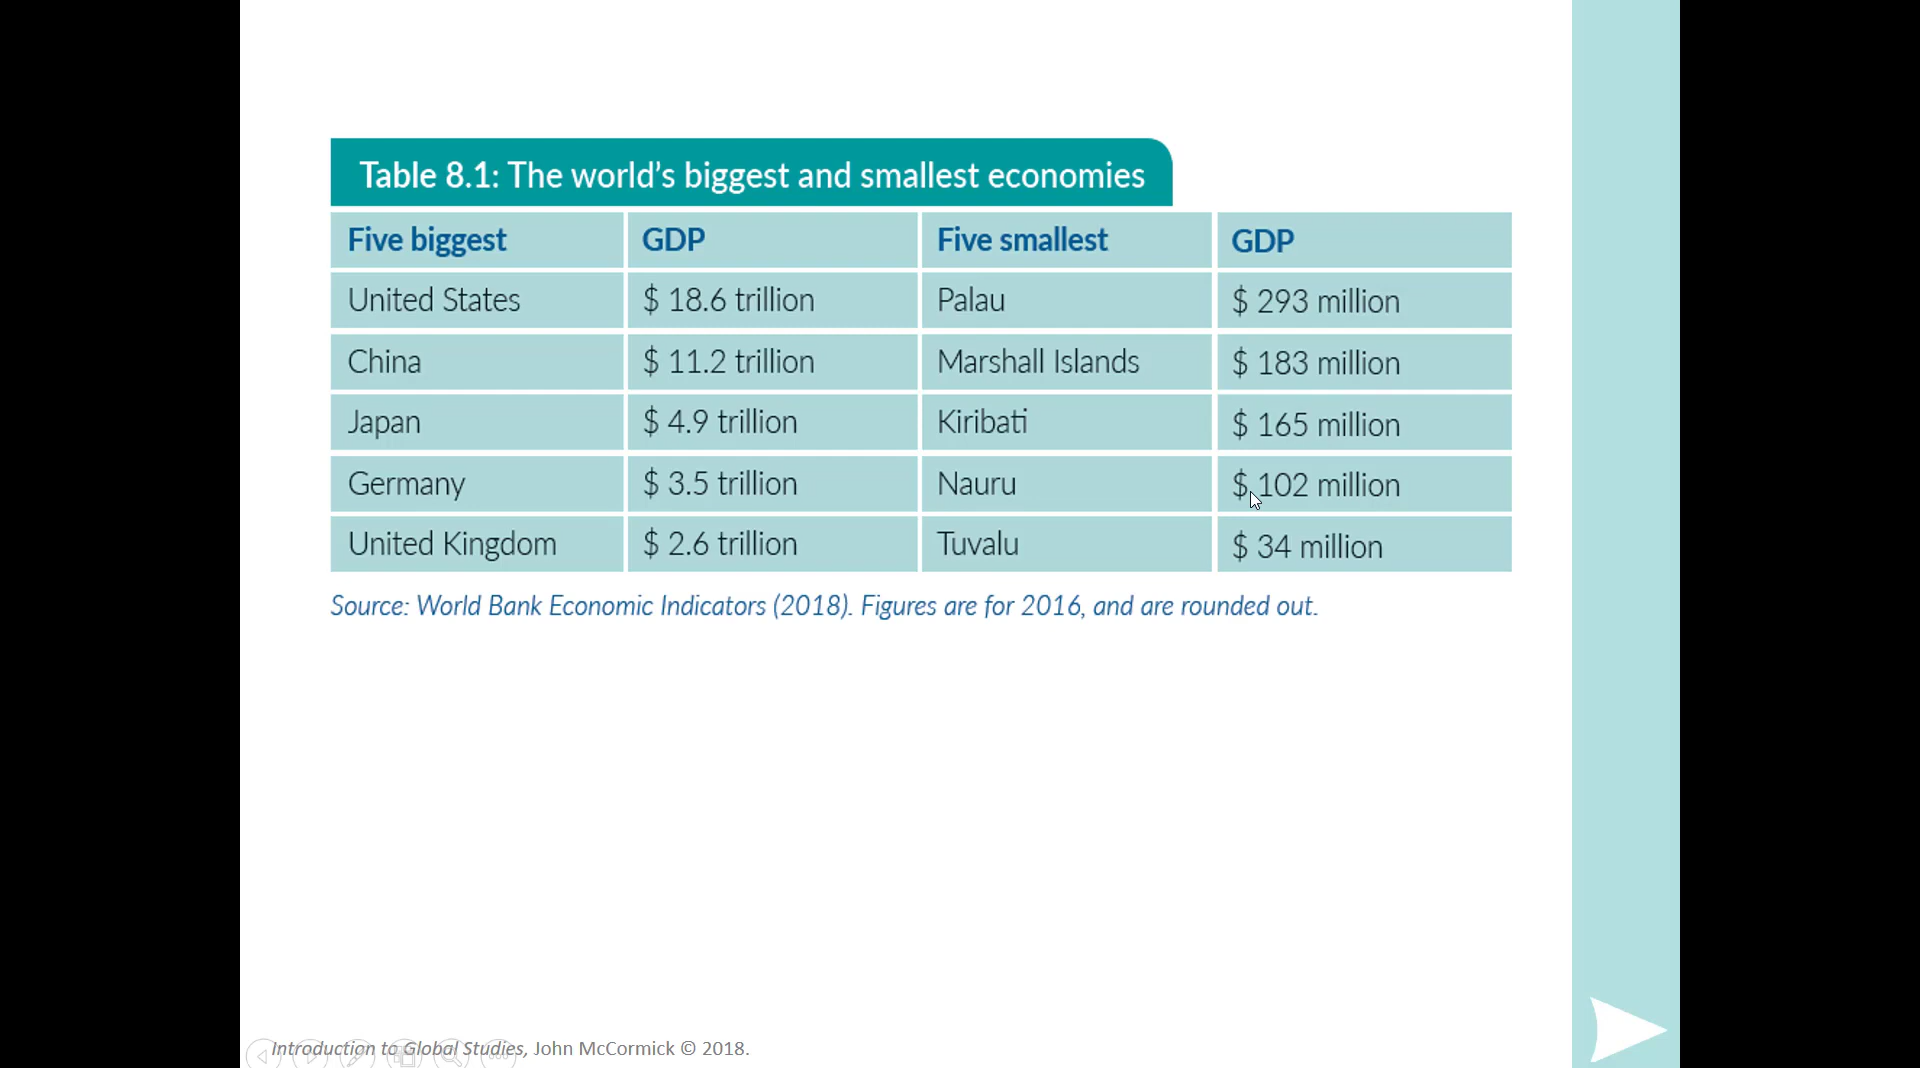 Table 8.1: The world's biggest and smallest economies
Five biggest GDP Five smallest GDP
United States $ 18.6 trillion Palau $ 293 million
China $ 11.2 trillion Marshall Islands $ 183 million
Japan $ 4.9 trillion Kiribati $ 165 million
Germany $ 3.5 trillion Nauru $ 102 million
United Kingdom $ 2.6 trillion Tuvalu $ 34 million
Source: World Bank Economic Indicators (2018). Figures are for 2016, and are rounded out.
Introduction to Global Studies, John McCormick © 2018.